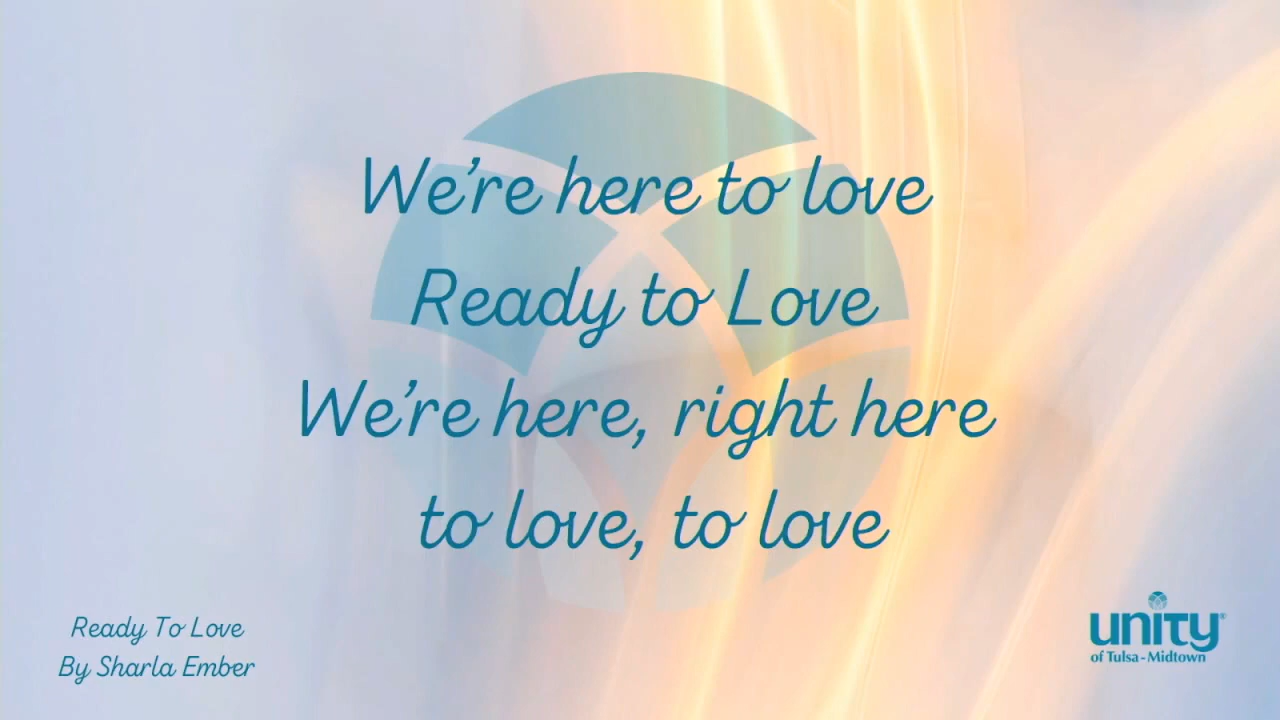 We're here to love
Ready to Love
We're here, right here
to love, to love
Ready To Love
By Sharla Ember
unity®
of Tulsa-Midtown